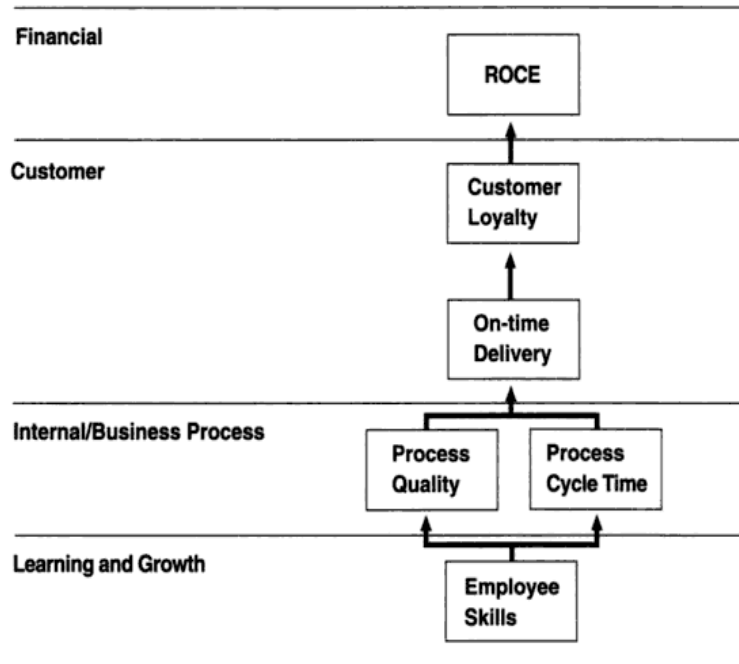 Financial
ROCE
Customer
Customer
Loyalty
On-time
Delivery
Internal/Business Process
Process
Quality
Process
Cycle Time
Learning and Growth
Employee
Skills